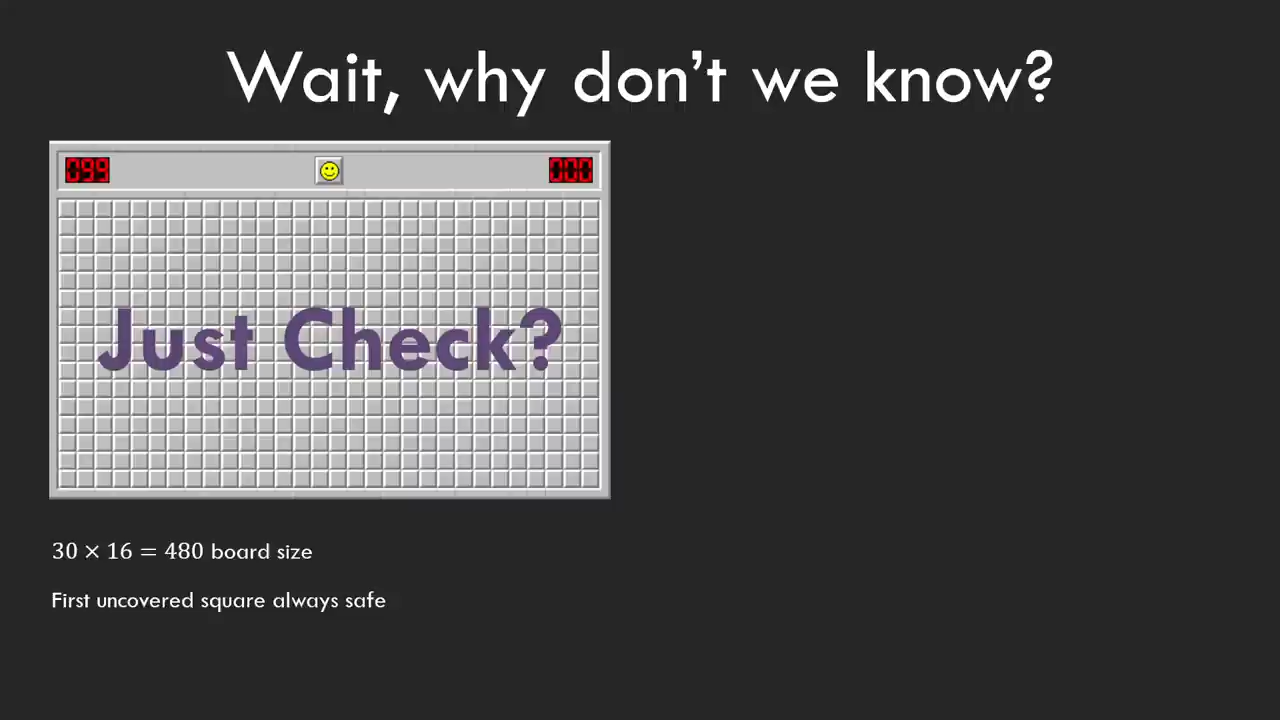 Wait, why don’t we know?
099 000
Just Check?
30 × 16 = 480 board size
First uncovered square always safe